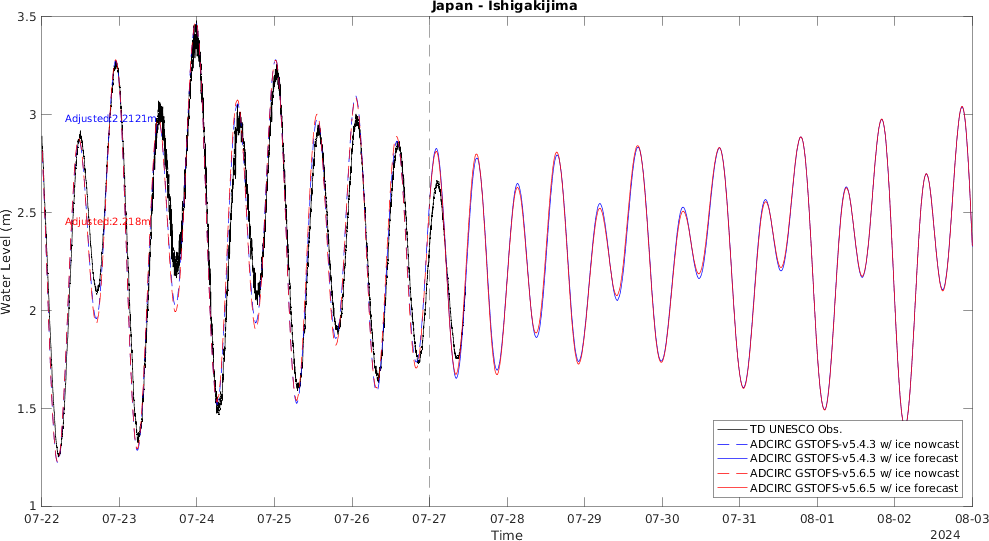 Japan - Ishigakijima
3.5
3
2.5
2
1.5
1
Water Level (m)
Adjusted:2.2121m
Adjusted:2.218m
TD UNESCO Obs.
ADCIRC GSTOFS-v5.4.3 w/ ice nowcast
ADCIRC GSTOFS-v5.4.3 w/ ice forecast
ADCIRC GSTOFS-v5.6.5 w/ ice nowcast
ADCIRC GSTOFS-v5.6.5 w/ ice forecast
07-22 07-23 07-24 07-25 07-26 07-27 07-28 07-29 07-30 07-31 08-01 08-02 08-03
Time
2024